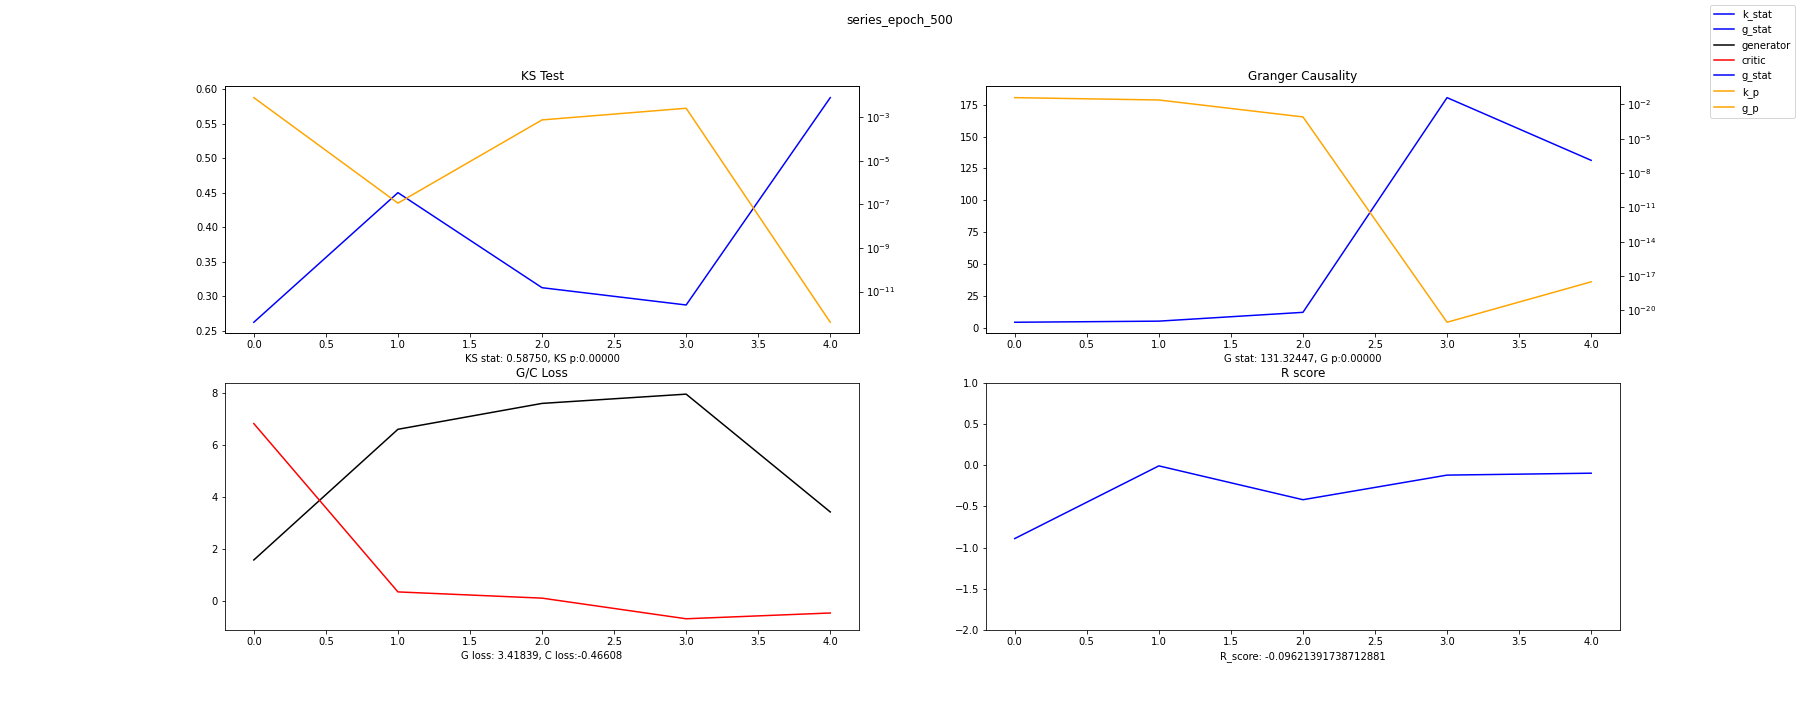 series_epoch_500
k_stat
g_stat
generator
critic
g_stat
k_p
g_p
KS Test
0.60
0.55
0.50
0.45
0.40
0.35
0.30
0.25
10⁻³
10⁻⁵
10⁻⁷
10⁻⁹
10⁻¹¹
0.0 0.5 1.0 1.5 2.0 2.5 3.0 3.5 4.0
KS stat: 0.58750, KS p:0.00000
Granger Causality
175
150
125
100
75
50
25
0
10⁻²
10⁻⁵
10⁻⁸
10⁻¹¹
10⁻¹⁴
10⁻¹⁷
10⁻²⁰
0.0 0.5 1.0 1.5 2.0 2.5 3.0 3.5 4.0
G stat: 131.32447, G p:0.00000
G/C Loss
8
6
4
2
0
0.0 0.5 1.0 1.5 2.0 2.5 3.0 3.5 4.0
G loss: 3.41839, C loss:-0.46608
R score
1.0
0.5
0.0
−0.5
−1.0
−1.5
−2.0
0.0 0.5 1.0 1.5 2.0 2.5 3.0 3.5 4.0
R_score: -0.09621391738712881